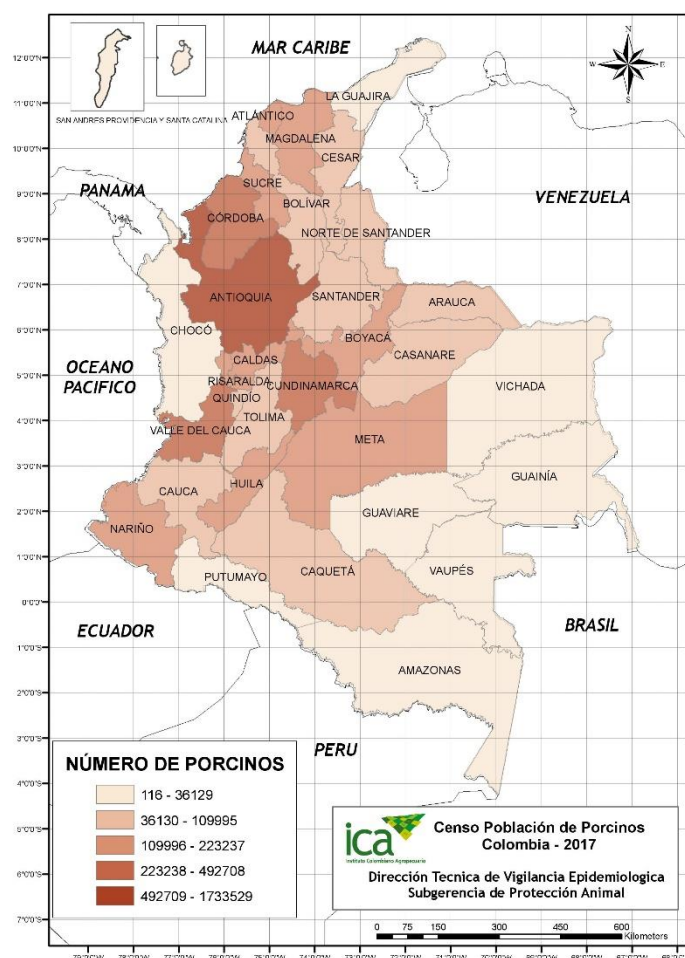 MAR CARIBE
N
W E
S
SAN ANDRES PROVIDENCIA Y SANTA CATALINA
12°0'0"N
11°0'0"N
10°0'0"N
9°0'0"N
8°0'0"N
7°0'0"N
6°0'0"N
5°0'0"N
4°0'0"N
3°0'0"N
2°0'0"N
1°0'0"N
0°0'0"
1°0'0"S
2°0'0"S
3°0'0"S
4°0'0"S
5°0'0"S
6°0'0"S
7°0'0"S
LA GUAJIRA
ATLÁNTICO
MAGDALENA
CESAR
PANAMA
SUCRE
VENEZUELA
BOLÍVAR
CÓRDOBA
NORTE DE SANTANDER
ANTIOQUIA
SANTANDER
ARAUCA
CHOCÓ
BOYACÁ
OCEANO
PACIFICO
CALDAS
CASANARE
RISARALDA
CUNDINAMARCA
VICHADA
QUINDÍO
TOLIMA
VALLE DEL CAUCA
META
GUAINÍA
CAUCA
HUILA
GUAVIARE
NARIÑO
PUTUMAYO
CAQUETÁ
VAUPÉS
ECUADOR
BRASIL
AMAZONAS
PERU
NÚMERO DE PORCINOS
116 - 36129
36130 - 109995
109996 - 223237
223238 - 492708
492709 - 1733529
ica
Instituto Colombiano Agropecuario
Censo Población de Porcinos
Colombia - 2017
Dirección Tecnica de Vigilancia Epidemiologica
Subgerencia de Protección Animal
0 75 150 300 450 600
Kilometers